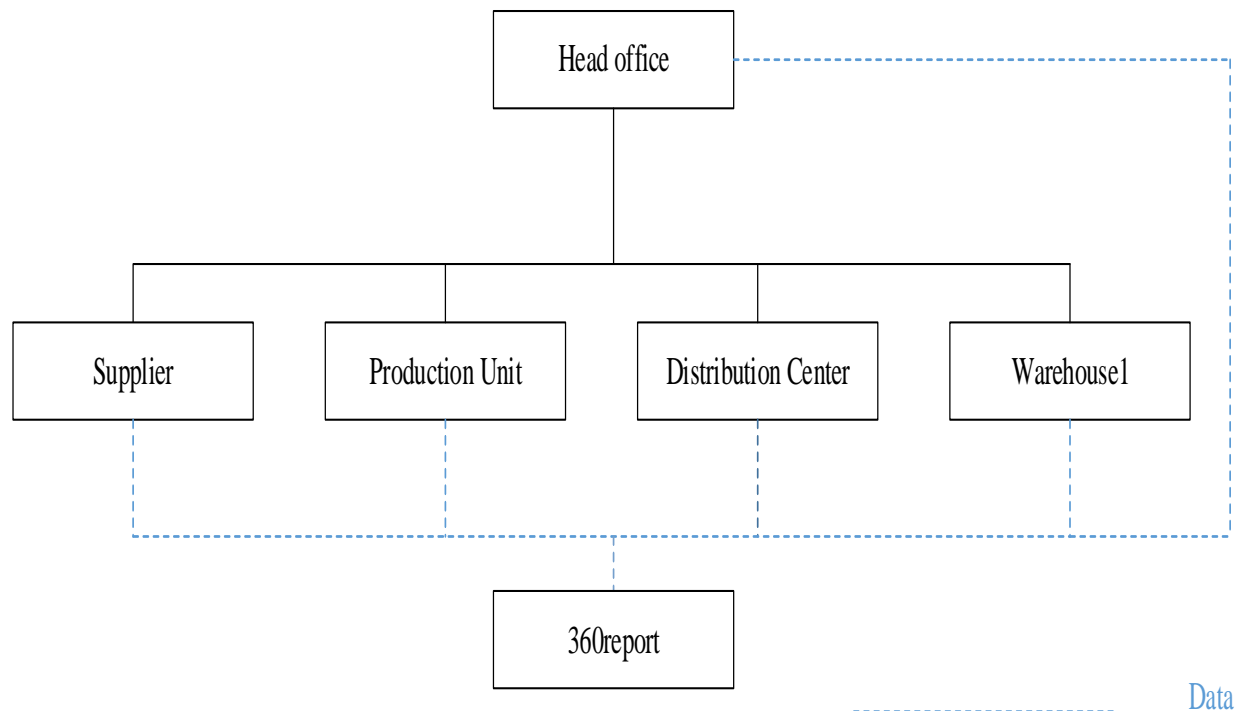 Head office
Supplier
Production Unit
Distribution Center
Warehouse1
360report
Data